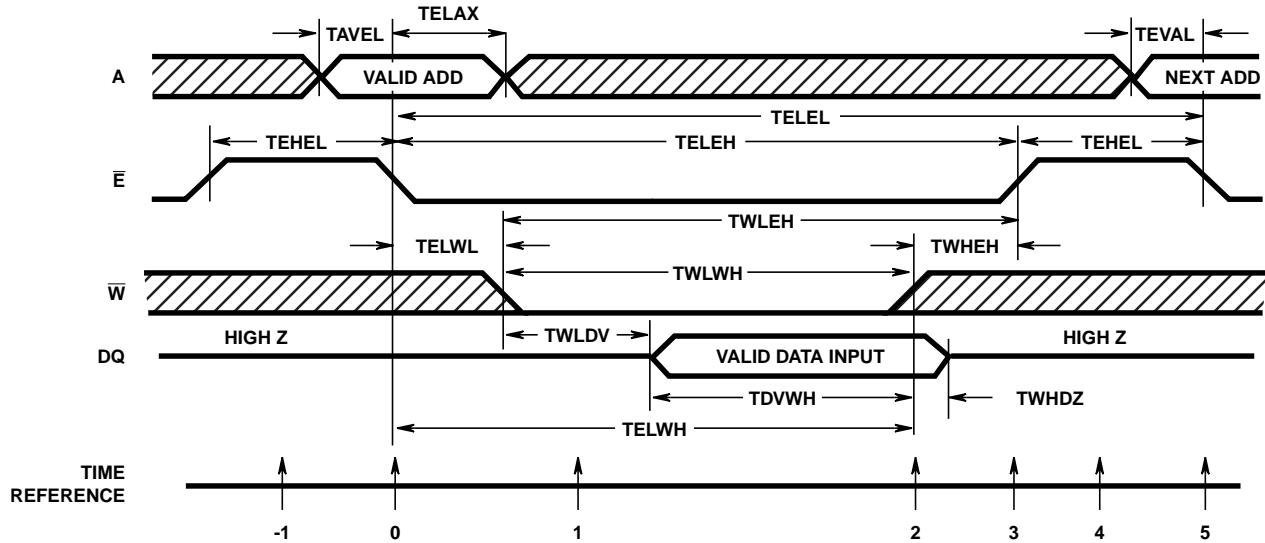 TELAX
TAVEL
TEVAL
A
VALID ADD
NEXT ADD
TELEL
TEHEL
TELEH
TEHEL
E̅
TWLEH
TELWL
TWHEH
W̅
TWLWH
HIGH Z
TWLDV
HIGH Z
DQ
VALID DATA INPUT
TDVWH
TWHDZ
TELWH
TIME
REFERENCE
-1
0
1
2
3
4
5